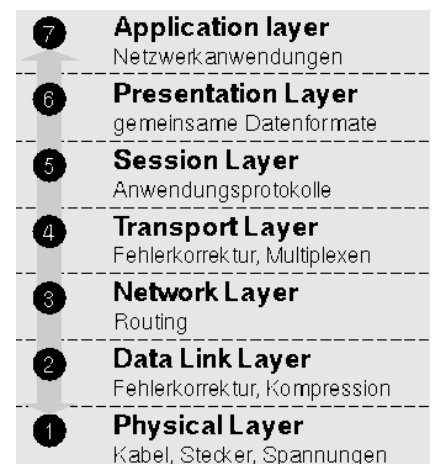 7 Application layer
Netzwerkanwendungen
6 Presentation Layer
gemeinsame Datenformate
5 Session Layer
Anwendungsprotokolle
4 Transport Layer
Fehlerkorrektur, Multiplexen
3 Network Layer
Routing
2 Data Link Layer
Fehlerkorrektur, Kompression
1 Physical Layer
Kabel, Stecker, Spannungen